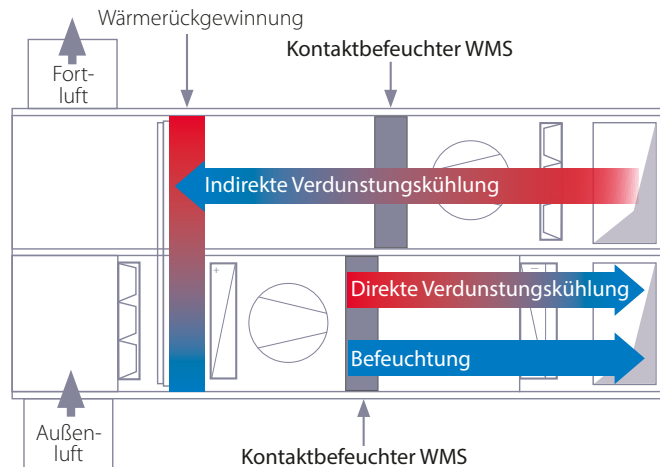 Wärmerückgewinnung
Kontaktbefeuchter WMS
Fort-
luft
Indirekte Verdunstungskühlung
+
−
Direkte Verdunstungskühlung
Befeuchtung
Außen-
luft
Kontaktbefeuchter WMS